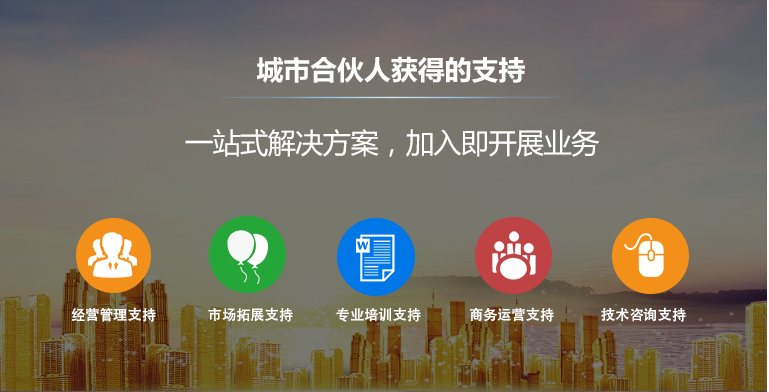 城市合伙人获得的支持
一站式解决方案，加入即开展业务
W
经营管理支持 市场拓展支持 专业培训支持 商务运营支持 技术咨询支持